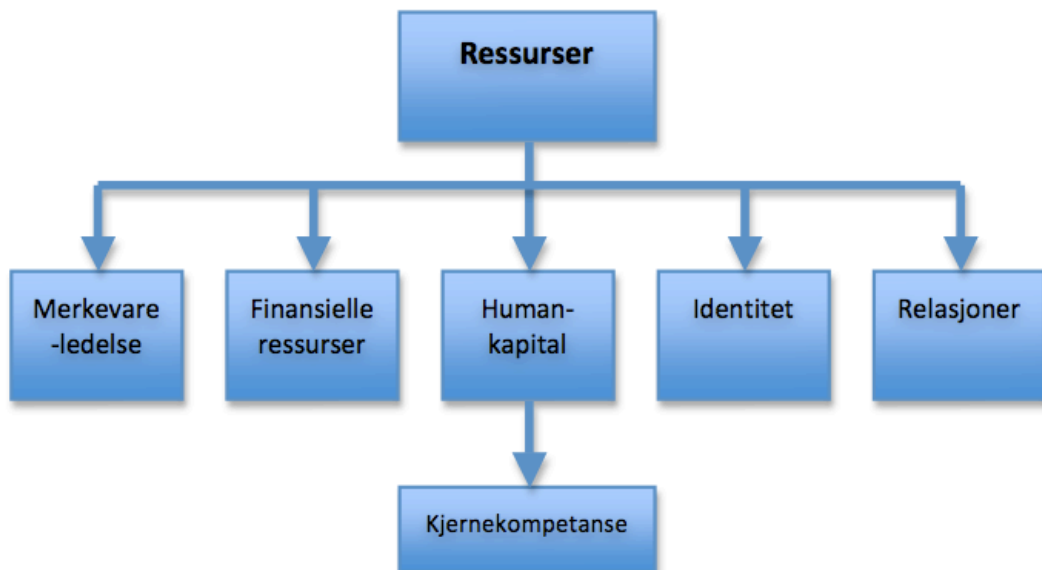 Ressurser
Merkevare
-ledelse
Finansielle
ressurser
Human-
kapital
Identitet
Relasjoner
Kjernekompetanse